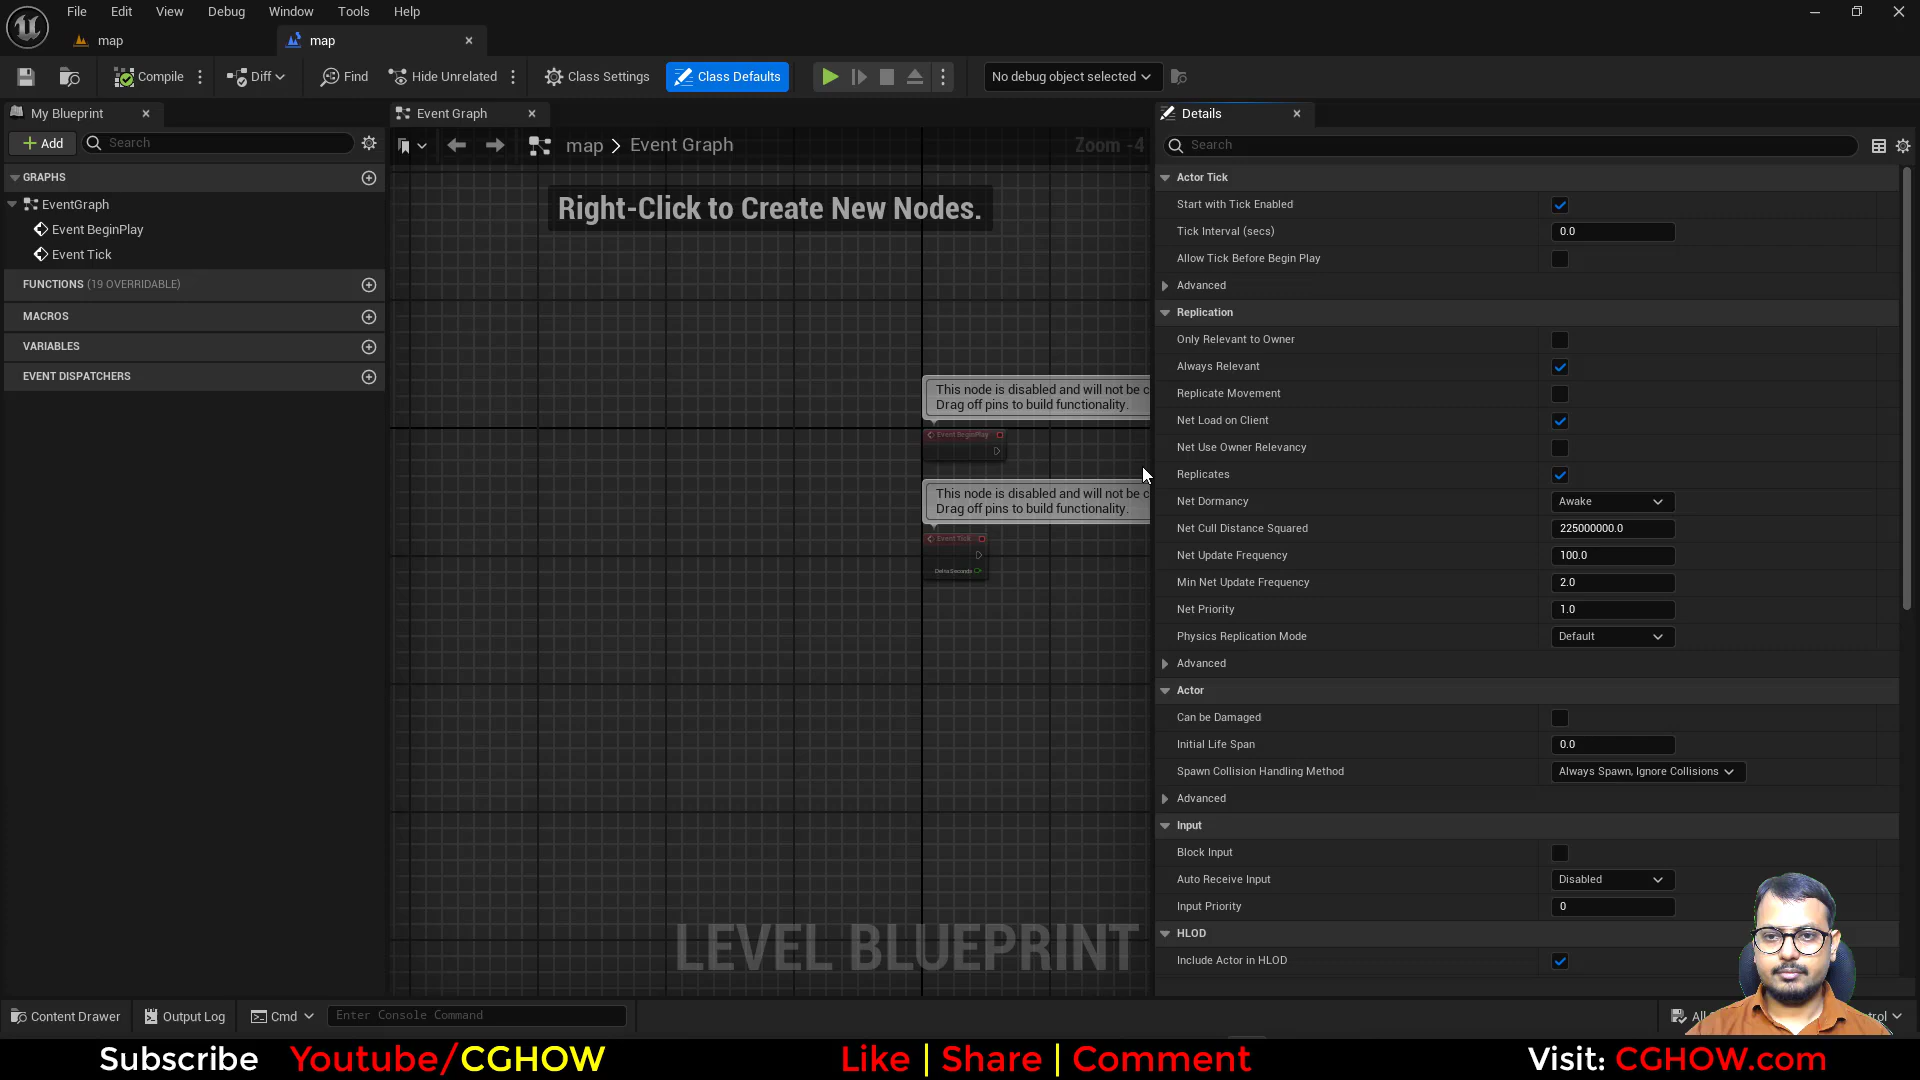 File Edit View Debug Window Tools Help
map
map
Compile
Diff
Find
Hide Unrelated
Class Settings
Class Defaults
No debug object selected
My Blueprint
Event Graph
Details
Add
Search
map > Event Graph
Zoom -4
Search
GRAPHS
EventGraph
Event BeginPlay
Event Tick
FUNCTIONS (19 OVERRIDABLE)
MACROS
VARIABLES
EVENT DISPATCHERS
Right-Click to Create New Nodes.
This node is disabled and will not be c
Drag off pins to build functionality.
Event BeginPlay
This node is disabled and will not be c
Drag off pins to build functionality.
Event Tick
Delta Seconds
LEVEL BLUEPRINT
Actor Tick
Start with Tick Enabled
Tick Interval (secs) 0.0
Allow Tick Before Begin Play
Advanced
Replication
Only Relevant to Owner
Always Relevant
Replicate Movement
Net Load on Client
Net Use Owner Relevancy
Replicates
Net Dormancy Awake
Net Cull Distance Squared 225000000.0
Net Update Frequency 100.0
Min Net Update Frequency 2.0
Net Priority 1.0
Physics Replication Mode Default
Advanced
Actor
Can be Damaged
Initial Life Span 0.0
Spawn Collision Handling Method Always Spawn, Ignore Collisions
Advanced
Input
Block Input
Auto Receive Input Disabled
Input Priority 0
HLOD
Include Actor in HLOD
Content Drawer
Output Log
Cmd
Enter Console Command
Subscribe Youtube/CGHOW
Like | Share | Comment
Visit: CGHOW.com